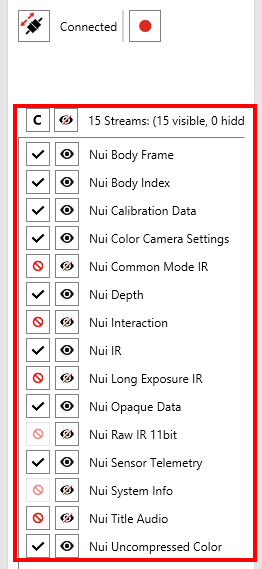 Connected
C 15 Streams: (15 visible, 0 hidd
Nui Body Frame
Nui Body Index
Nui Calibration Data
Nui Color Camera Settings
Nui Common Mode IR
Nui Depth
Nui Interaction
Nui IR
Nui Long Exposure IR
Nui Opaque Data
Nui Raw IR 11bit
Nui Sensor Telemetry
Nui System Info
Nui Title Audio
Nui Uncompressed Color